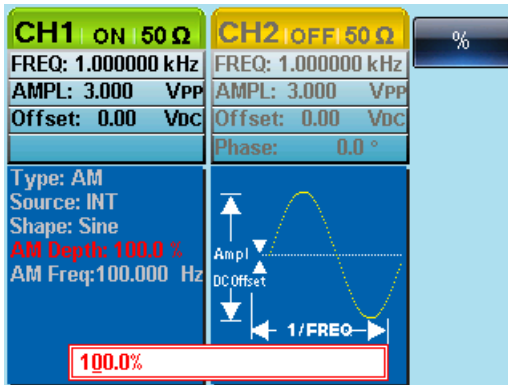 CH1 ON 50 Ω
CH2 OFF 50 Ω
%
FREQ: 1.000000 kHz
FREQ: 1.000000 kHz
AMPL: 3.000 VPP
AMPL: 3.000 VPP
Offset: 0.00 VDC
Offset: 0.00 VDC
Phase: 0.0 °
Type: AM
Source: INT
Shape: Sine
AM Depth: 100.0 %
AM Freq:100.000 Hz
Ampl
DC Offset
1/FREQ
100.0%